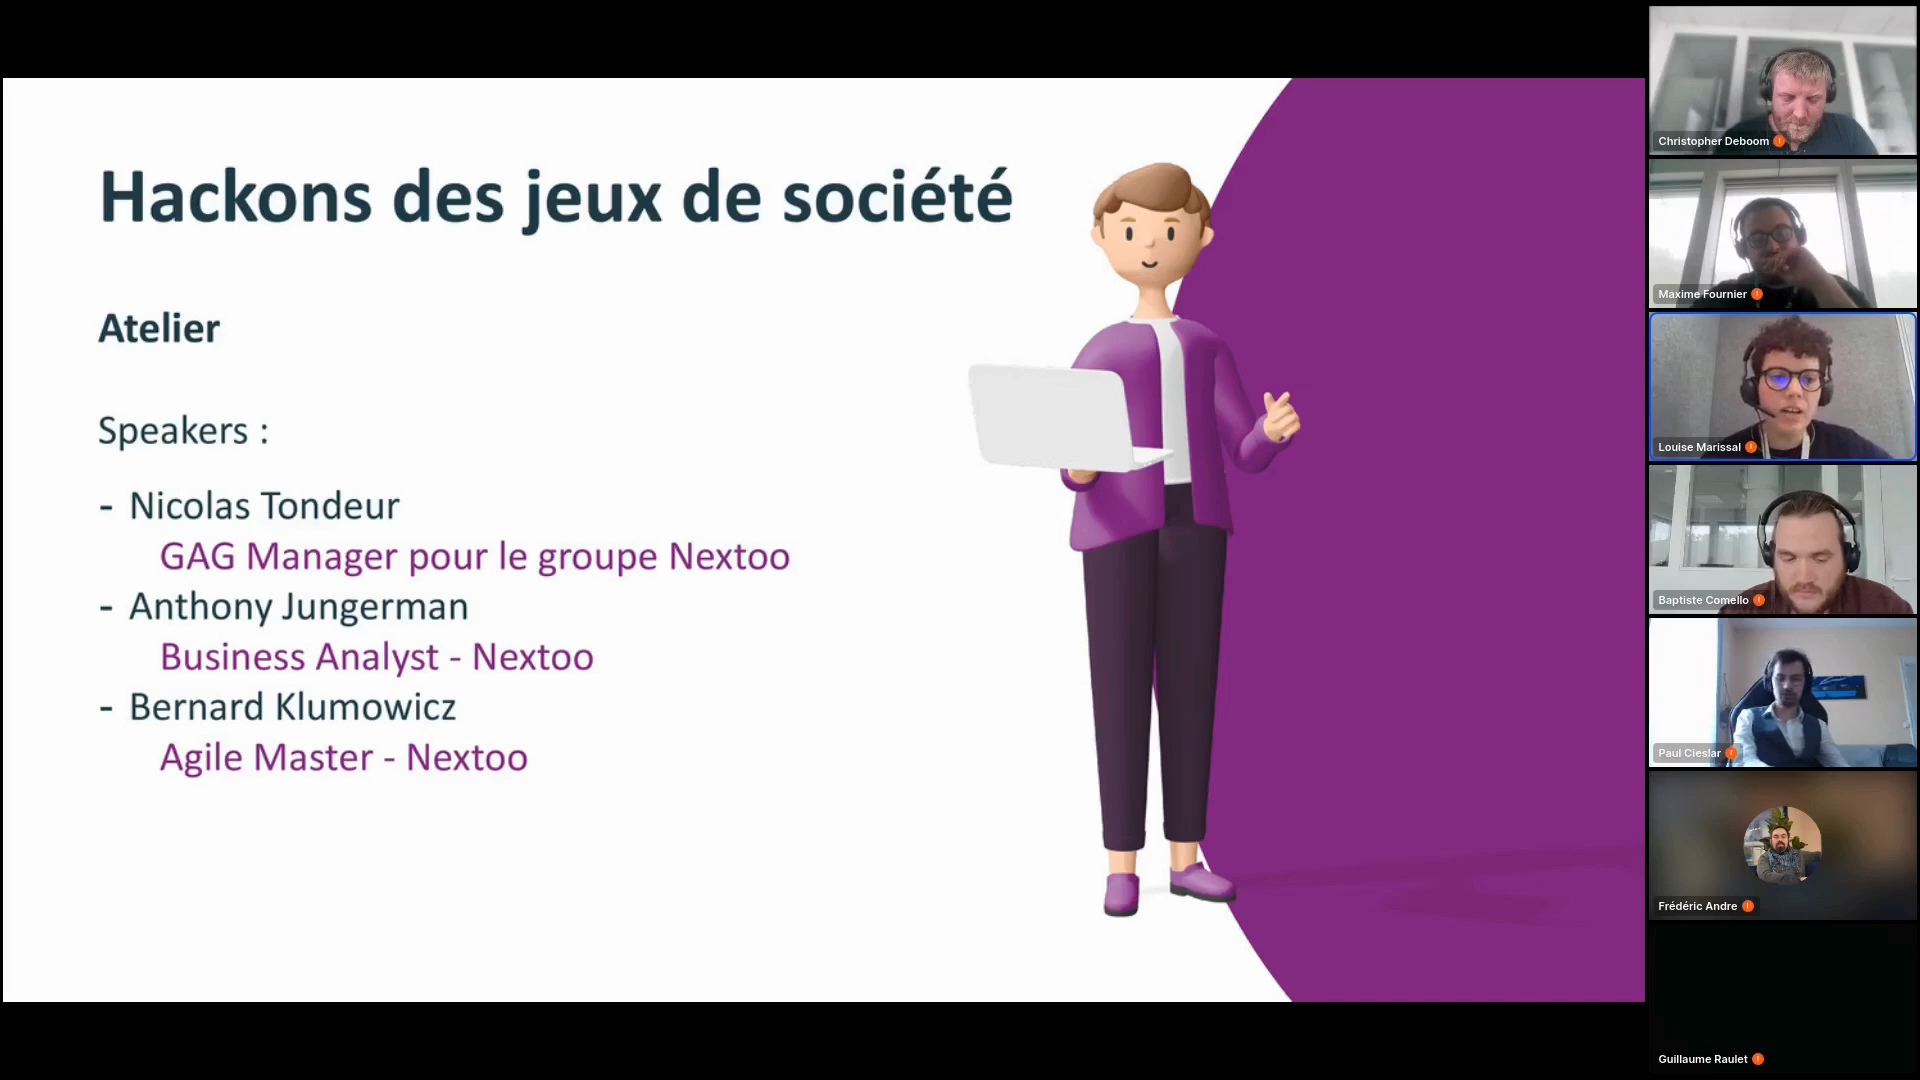 Hackons des jeux de société
Atelier
Speakers :
- Nicolas Tondeur
GAG Manager pour le groupe Nextoo
- Anthony Jungerman
Business Analyst - Nextoo
- Bernard Klumowicz
Agile Master - Nextoo
Christopher Deboom
Maxime Fournier
Louise Marissal
Baptiste Comello
Paul Cieslar
Frédéric Andre
Guillaume Raulet